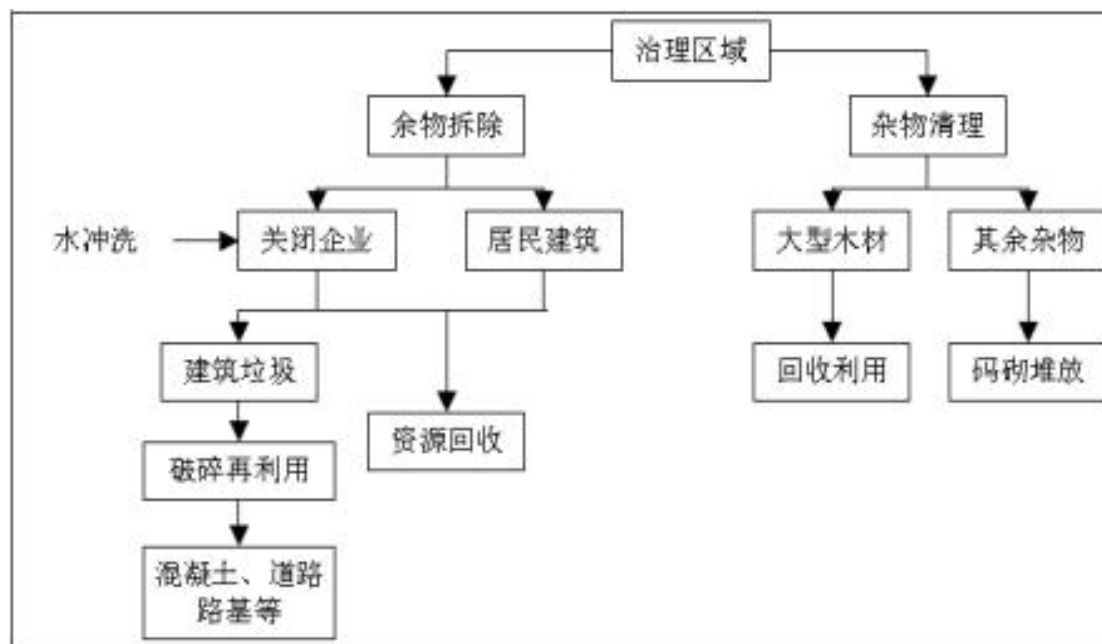 治理区域
余物拆除
杂物清理
水冲洗
关闭企业
居民建筑
大型木材
其余杂物
建筑垃圾
回收利用
码砌堆放
资源回收
破碎再利用
混凝土、道路
路基等